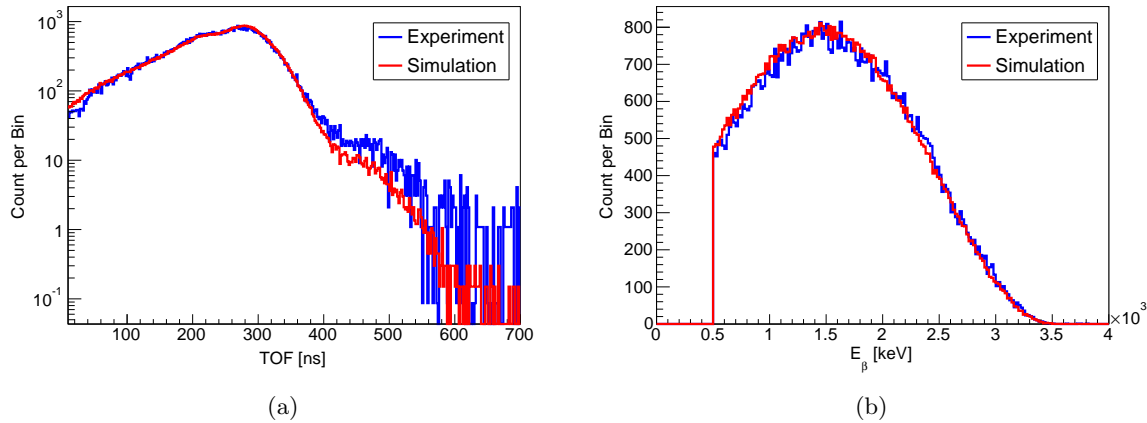 10³
10²
10
1
10⁻¹
Count per Bin
100 200 300 400 500 600 700
TOF [ns]
Experiment
Simulation
(a)
800
700
600
500
400
300
200
100
0
Count per Bin
0 0.5 1 1.5 2 2.5 3 3.5 4
×10³
E_β [keV]
Experiment
Simulation
(b)